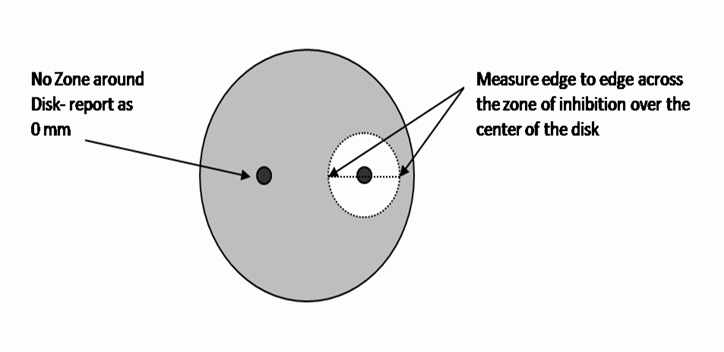 No Zone around
Disk- report as
0 mm
Measure edge to edge across
the zone of inhibition over the
center of the disk